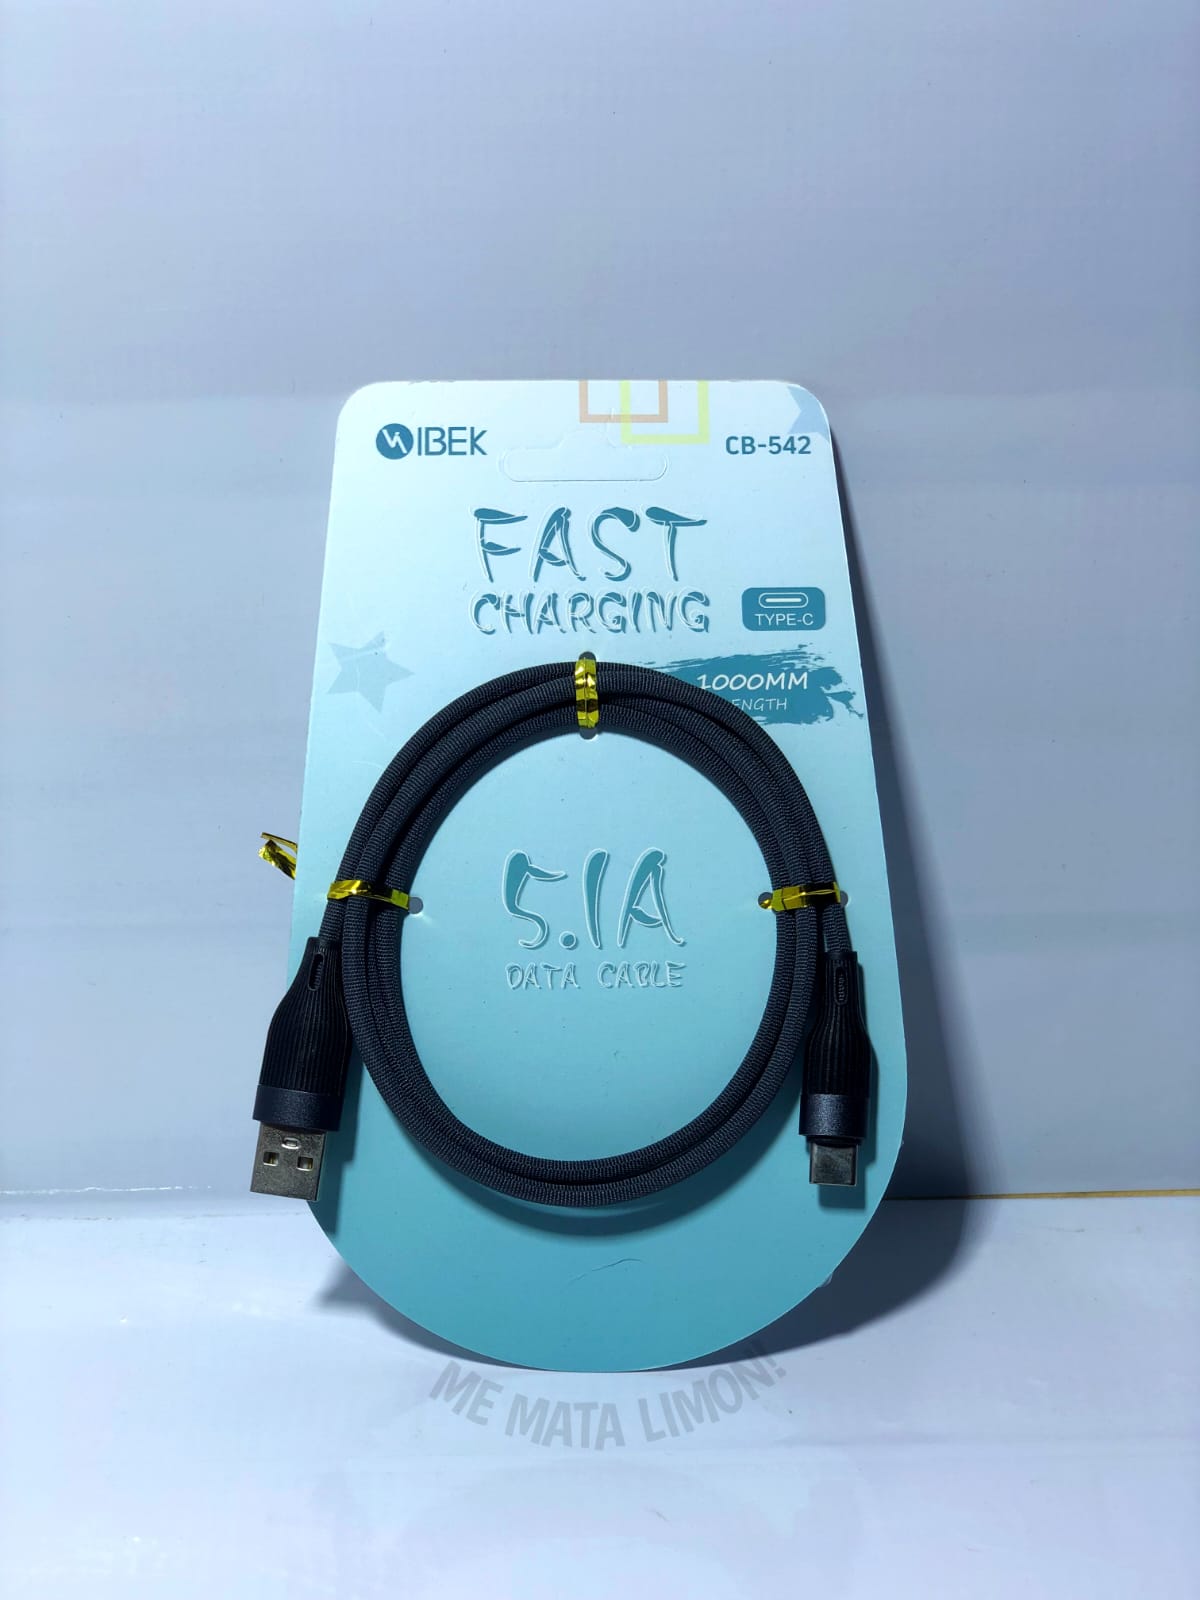 IBEK
CB-542
FAST
CHARGING
TYPE-C
1000MM
5.1A
DATA CABLE
ME MATA LIMON!